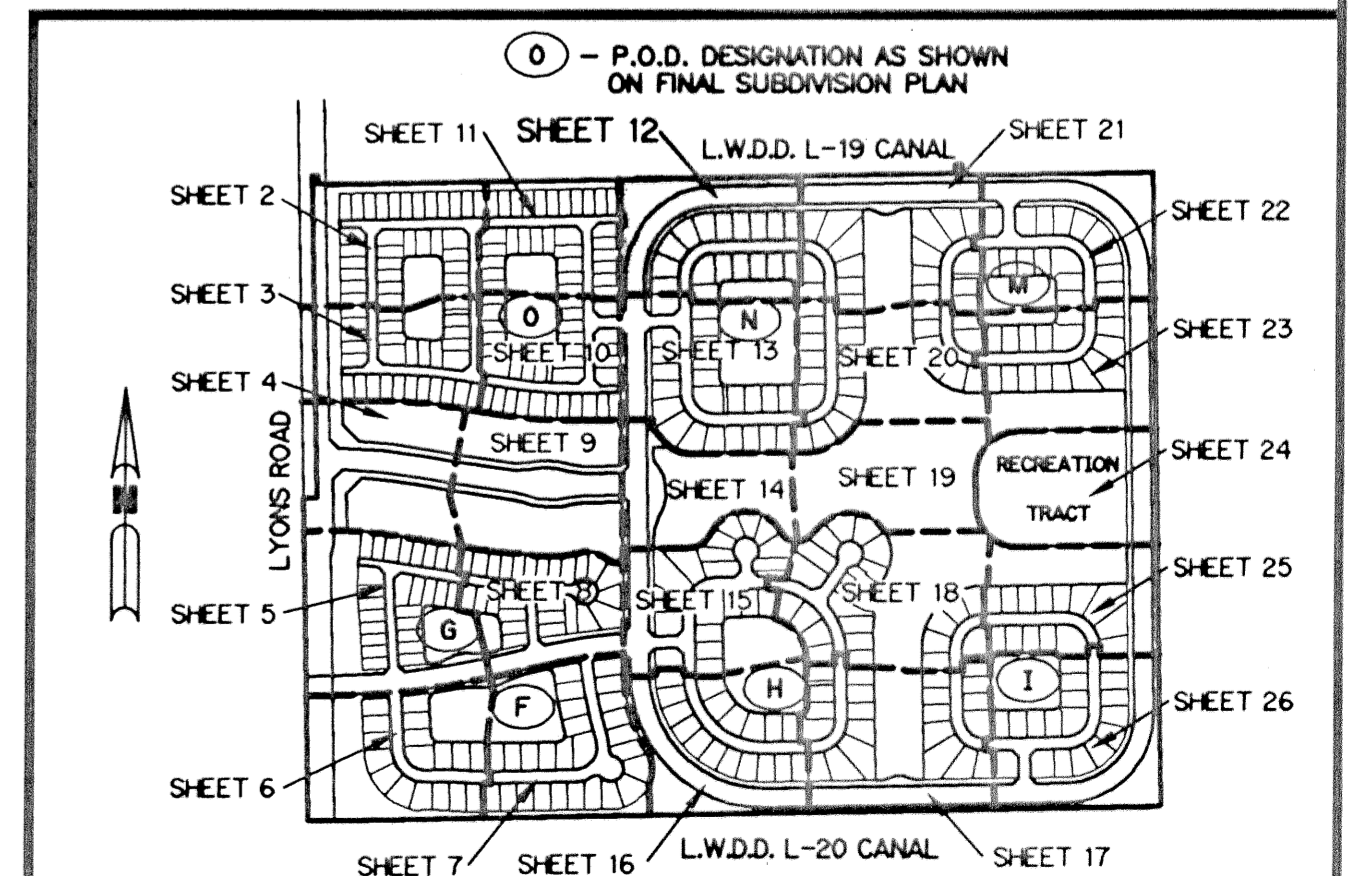 O – P.O.D. DESIGNATION AS SHOWN
ON FINAL SUBDIVISION PLAN
SHEET 11
SHEET 12
SHEET 21
L.W.D.D. L-19 CANAL
SHEET 2
SHEET 22
SHEET 3
M
O
N
SHEET 23
SHEET 10
SHEET 13
SHEET 20
SHEET 4
SHEET 9
RECREATION
TRACT
SHEET 24
SHEET 19
SHEET 14
LYONS ROAD
SHEET 25
SHEET 8
SHEET 15
SHEET 18
SHEET 5
G
H
I
F
SHEET 26
SHEET 6
SHEET 7
SHEET 16
L.W.D.D. L-20 CANAL
SHEET 17